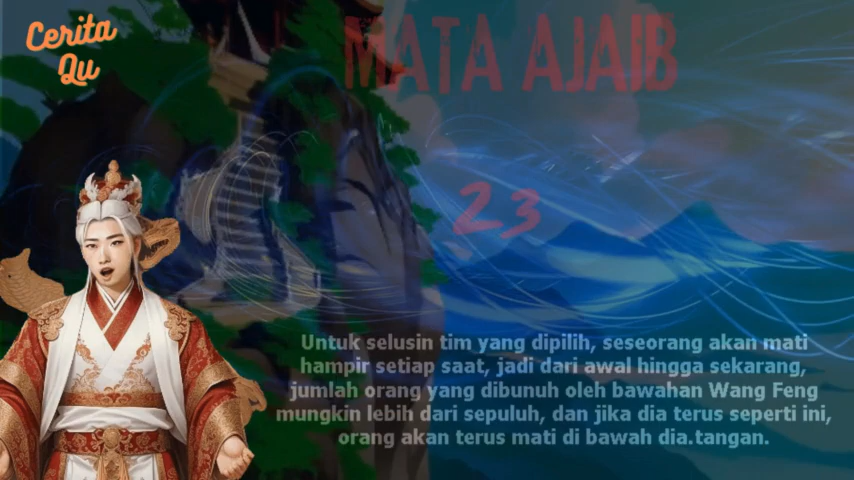 Cerita
Qu
MATA AJAIB
23
Untuk selusin tim yang dipilih, seseorang akan mati
hampir setiap saat, jadi dari awal hingga sekarang,
jumlah orang yang dibunuh oleh bawahan Wang Feng
mungkin lebih dari sepuluh, dan jika dia terus seperti ini,
orang akan terus mati di bawah dia.tangan.